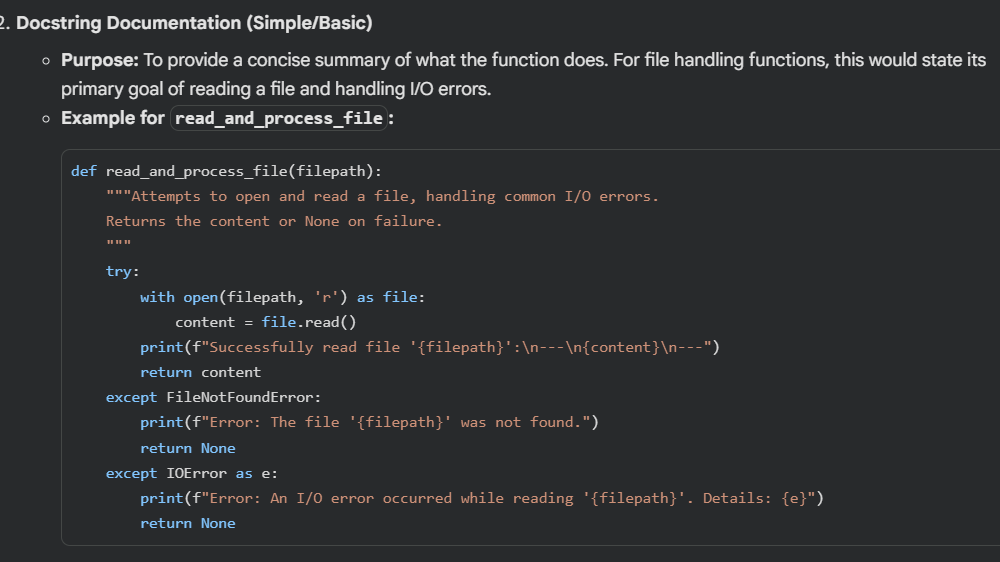 2. Docstring Documentation (Simple/Basic)
Purpose: To provide a concise summary of what the function does. For file handling functions, this would state its
primary goal of reading a file and handling I/O errors.
Example for read_and_process_file:
def read_and_process_file(filepath):
    """Attempts to open and read a file, handling common I/O errors.
    Returns the content or None on failure.
    """
    try:
        with open(filepath, 'r') as file:
            content = file.read()
        print(f"Successfully read file '{filepath}':\n---\n{content}\n---")
        return content
    except FileNotFoundError:
        print(f"Error: The file '{filepath}' was not found.")
        return None
    except IOError as e:
        print(f"Error: An I/O error occurred while reading '{filepath}'. Details: {e}")
        return None